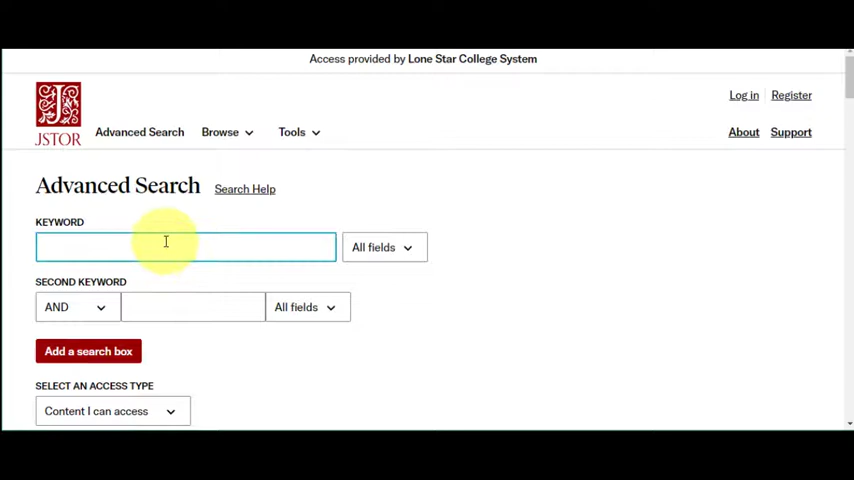 Access provided by Lone Star College System
Log in Register
JSTOR Advanced Search Browse Tools About Support
Advanced Search Search Help
KEYWORD
All fields
SECOND KEYWORD
AND All fields
Add a search box
SELECT AN ACCESS TYPE
Content I can access